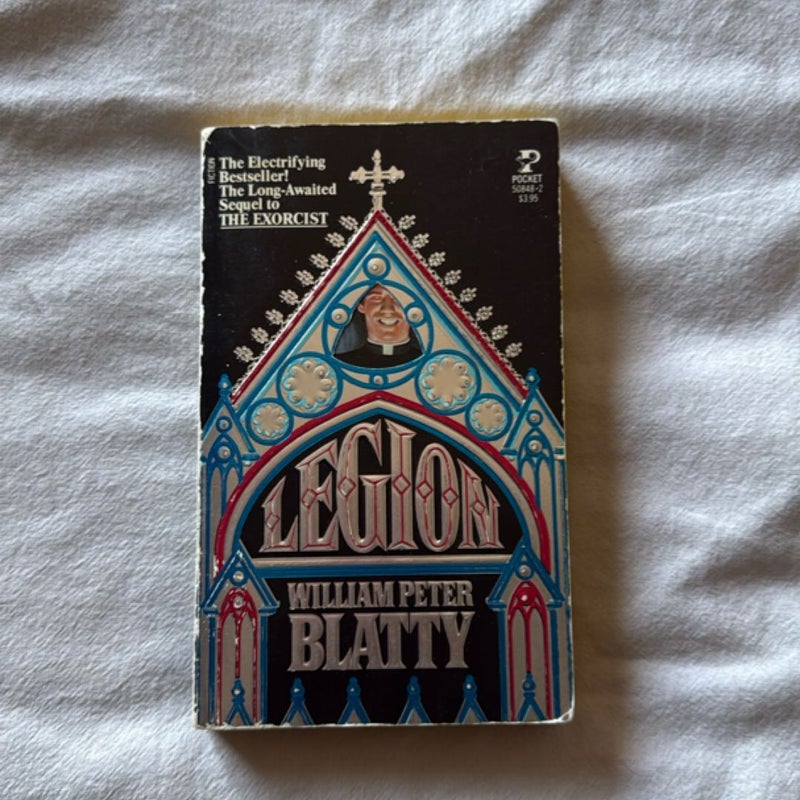 FICTION
The Electrifying
Bestseller!
The Long-Awaited
Sequel to
THE EXORCIST
P
POCKET
50848-2
$3.95
LEGION
WILLIAM PETER
BLATTY